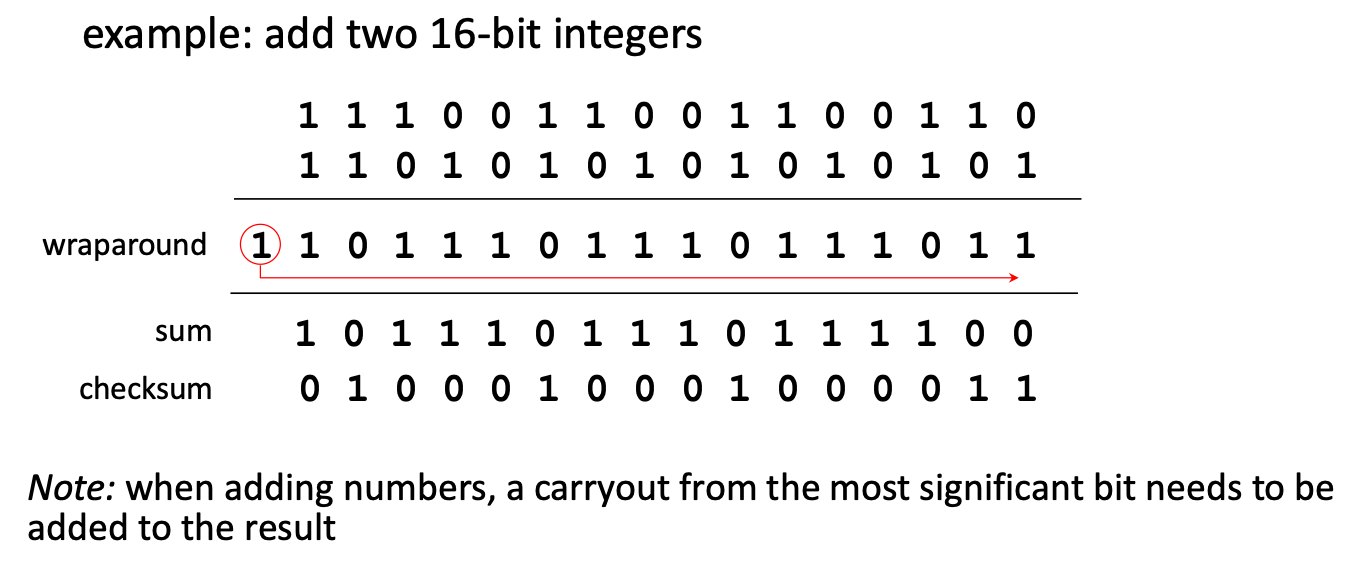 example: add two 16-bit integers
1 1 1 0 0 1 1 0 0 1 1 0 0 1 1 0
1 1 0 1 0 1 0 1 0 1 0 1 0 1 0 1
wraparound 1 1 0 1 1 1 0 1 1 1 0 1 1 1 0 1 1
sum 1 0 1 1 1 0 1 1 1 0 1 1 1 1 0 0
checksum 0 1 0 0 0 1 0 0 0 1 0 0 0 0 1 1
Note: when adding numbers, a carryout from the most significant bit needs to be
added to the result